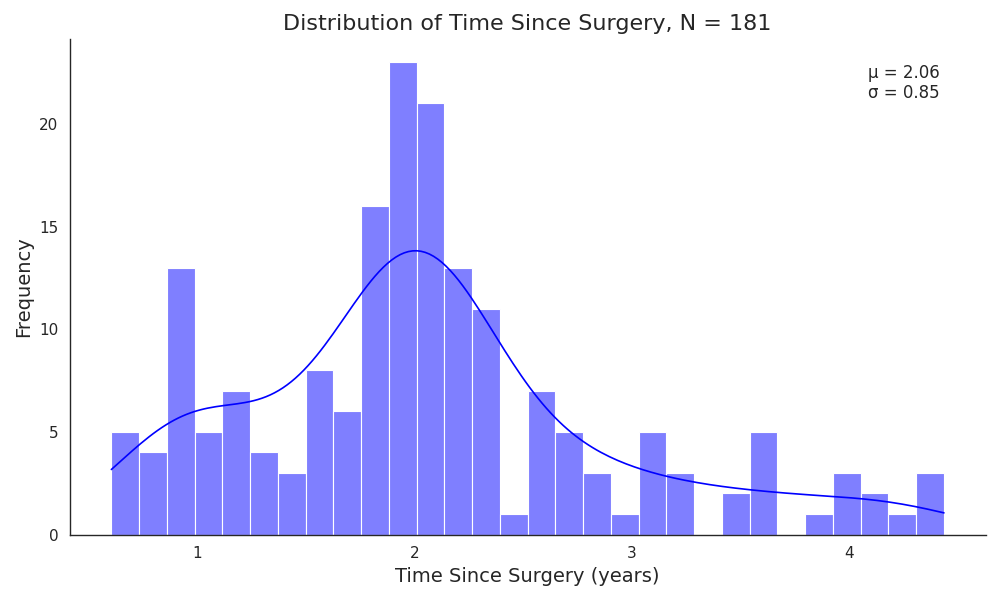 Distribution of Time Since Surgery, N = 181
μ = 2.06
σ = 0.85
Frequency
20
15
10
5
0
1 2 3 4
Time Since Surgery (years)